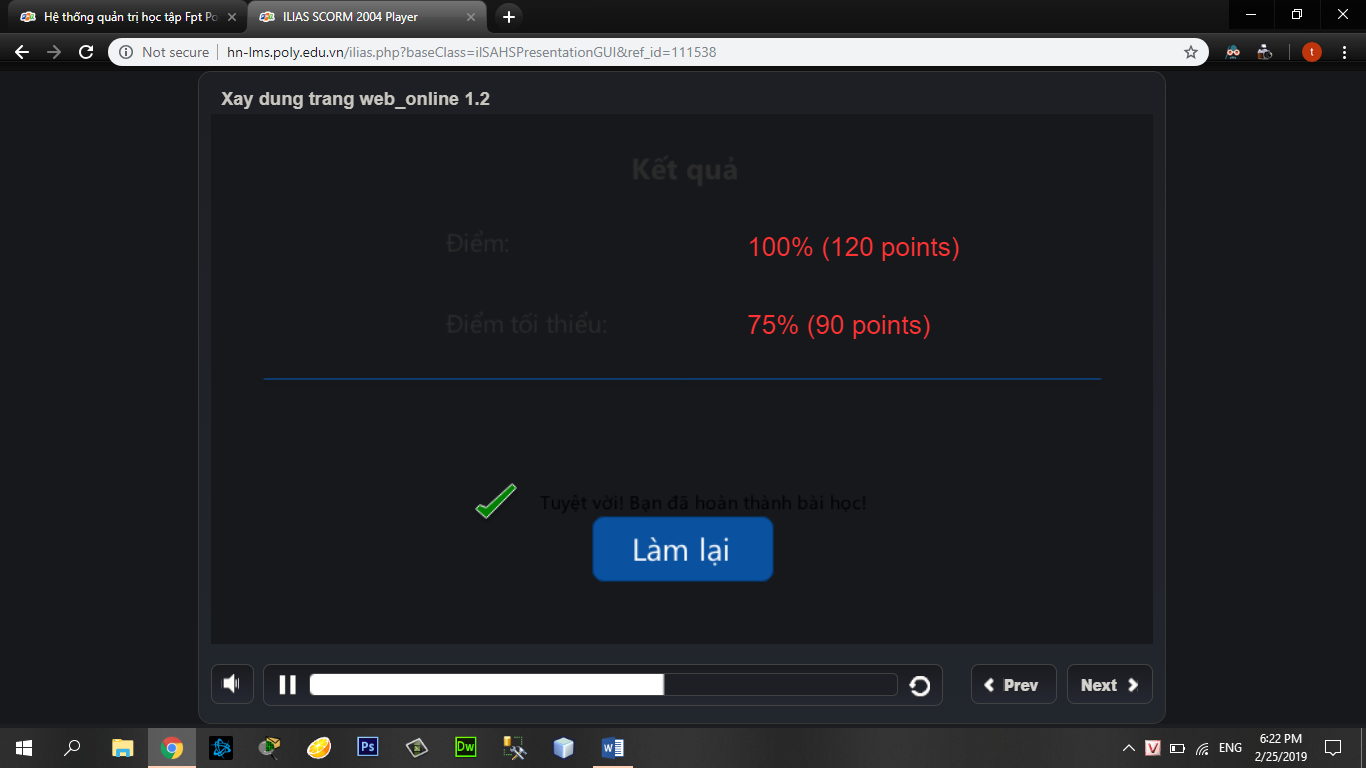 Hệ thống quản trị học tập Fpt Po
ILIAS SCORM 2004 Player
Not secure
hn-lms.poly.edu.vn/ilias.php?baseClass=ilSAHSPresentationGUI&ref_id=111538
t
Xay dung trang web_online 1.2
Kết quả
Điểm: 100% (120 points)
Điểm tối thiểu: 75% (90 points)
Tuyệt vời! Bạn đã hoàn thành bài học!
Làm lại
Prev
Next
Ps
Dw
V
ENG
6:22 PM
2/25/2019